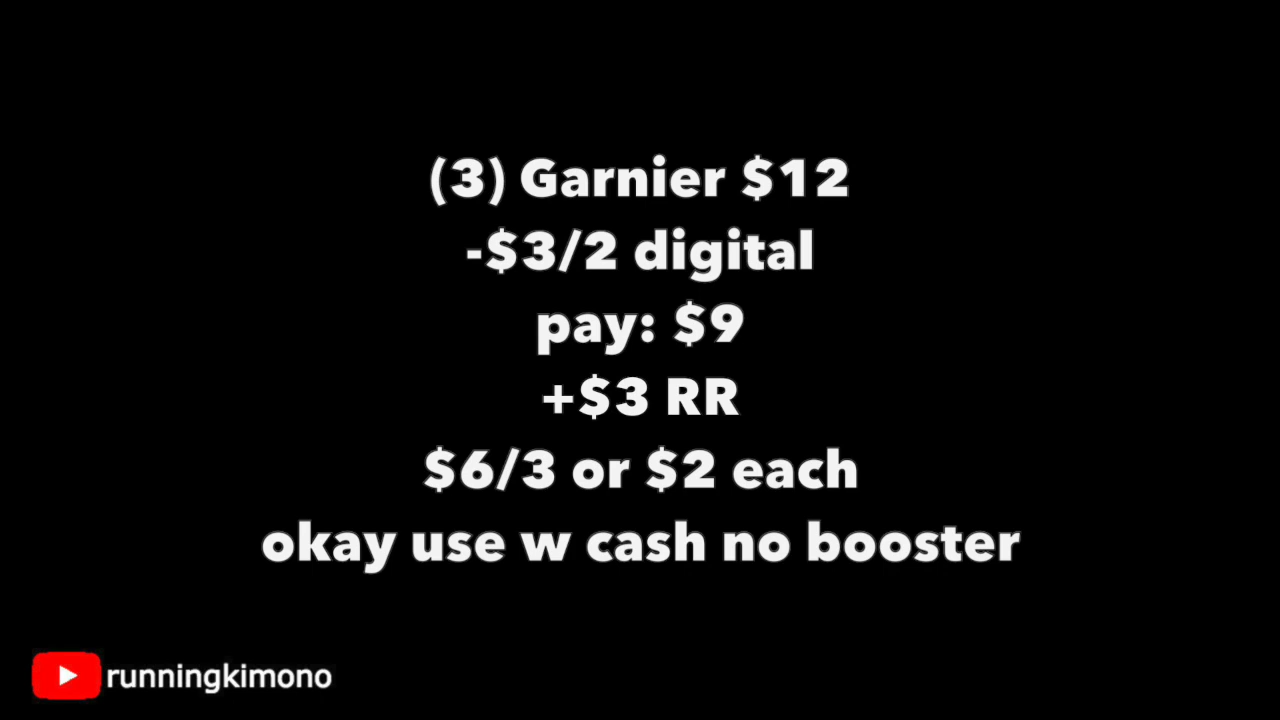 (3) Garnier $12
-$3/2 digital
pay: $9
+$3 RR
$6/3 or $2 each
okay use w cash no booster
runningkimono